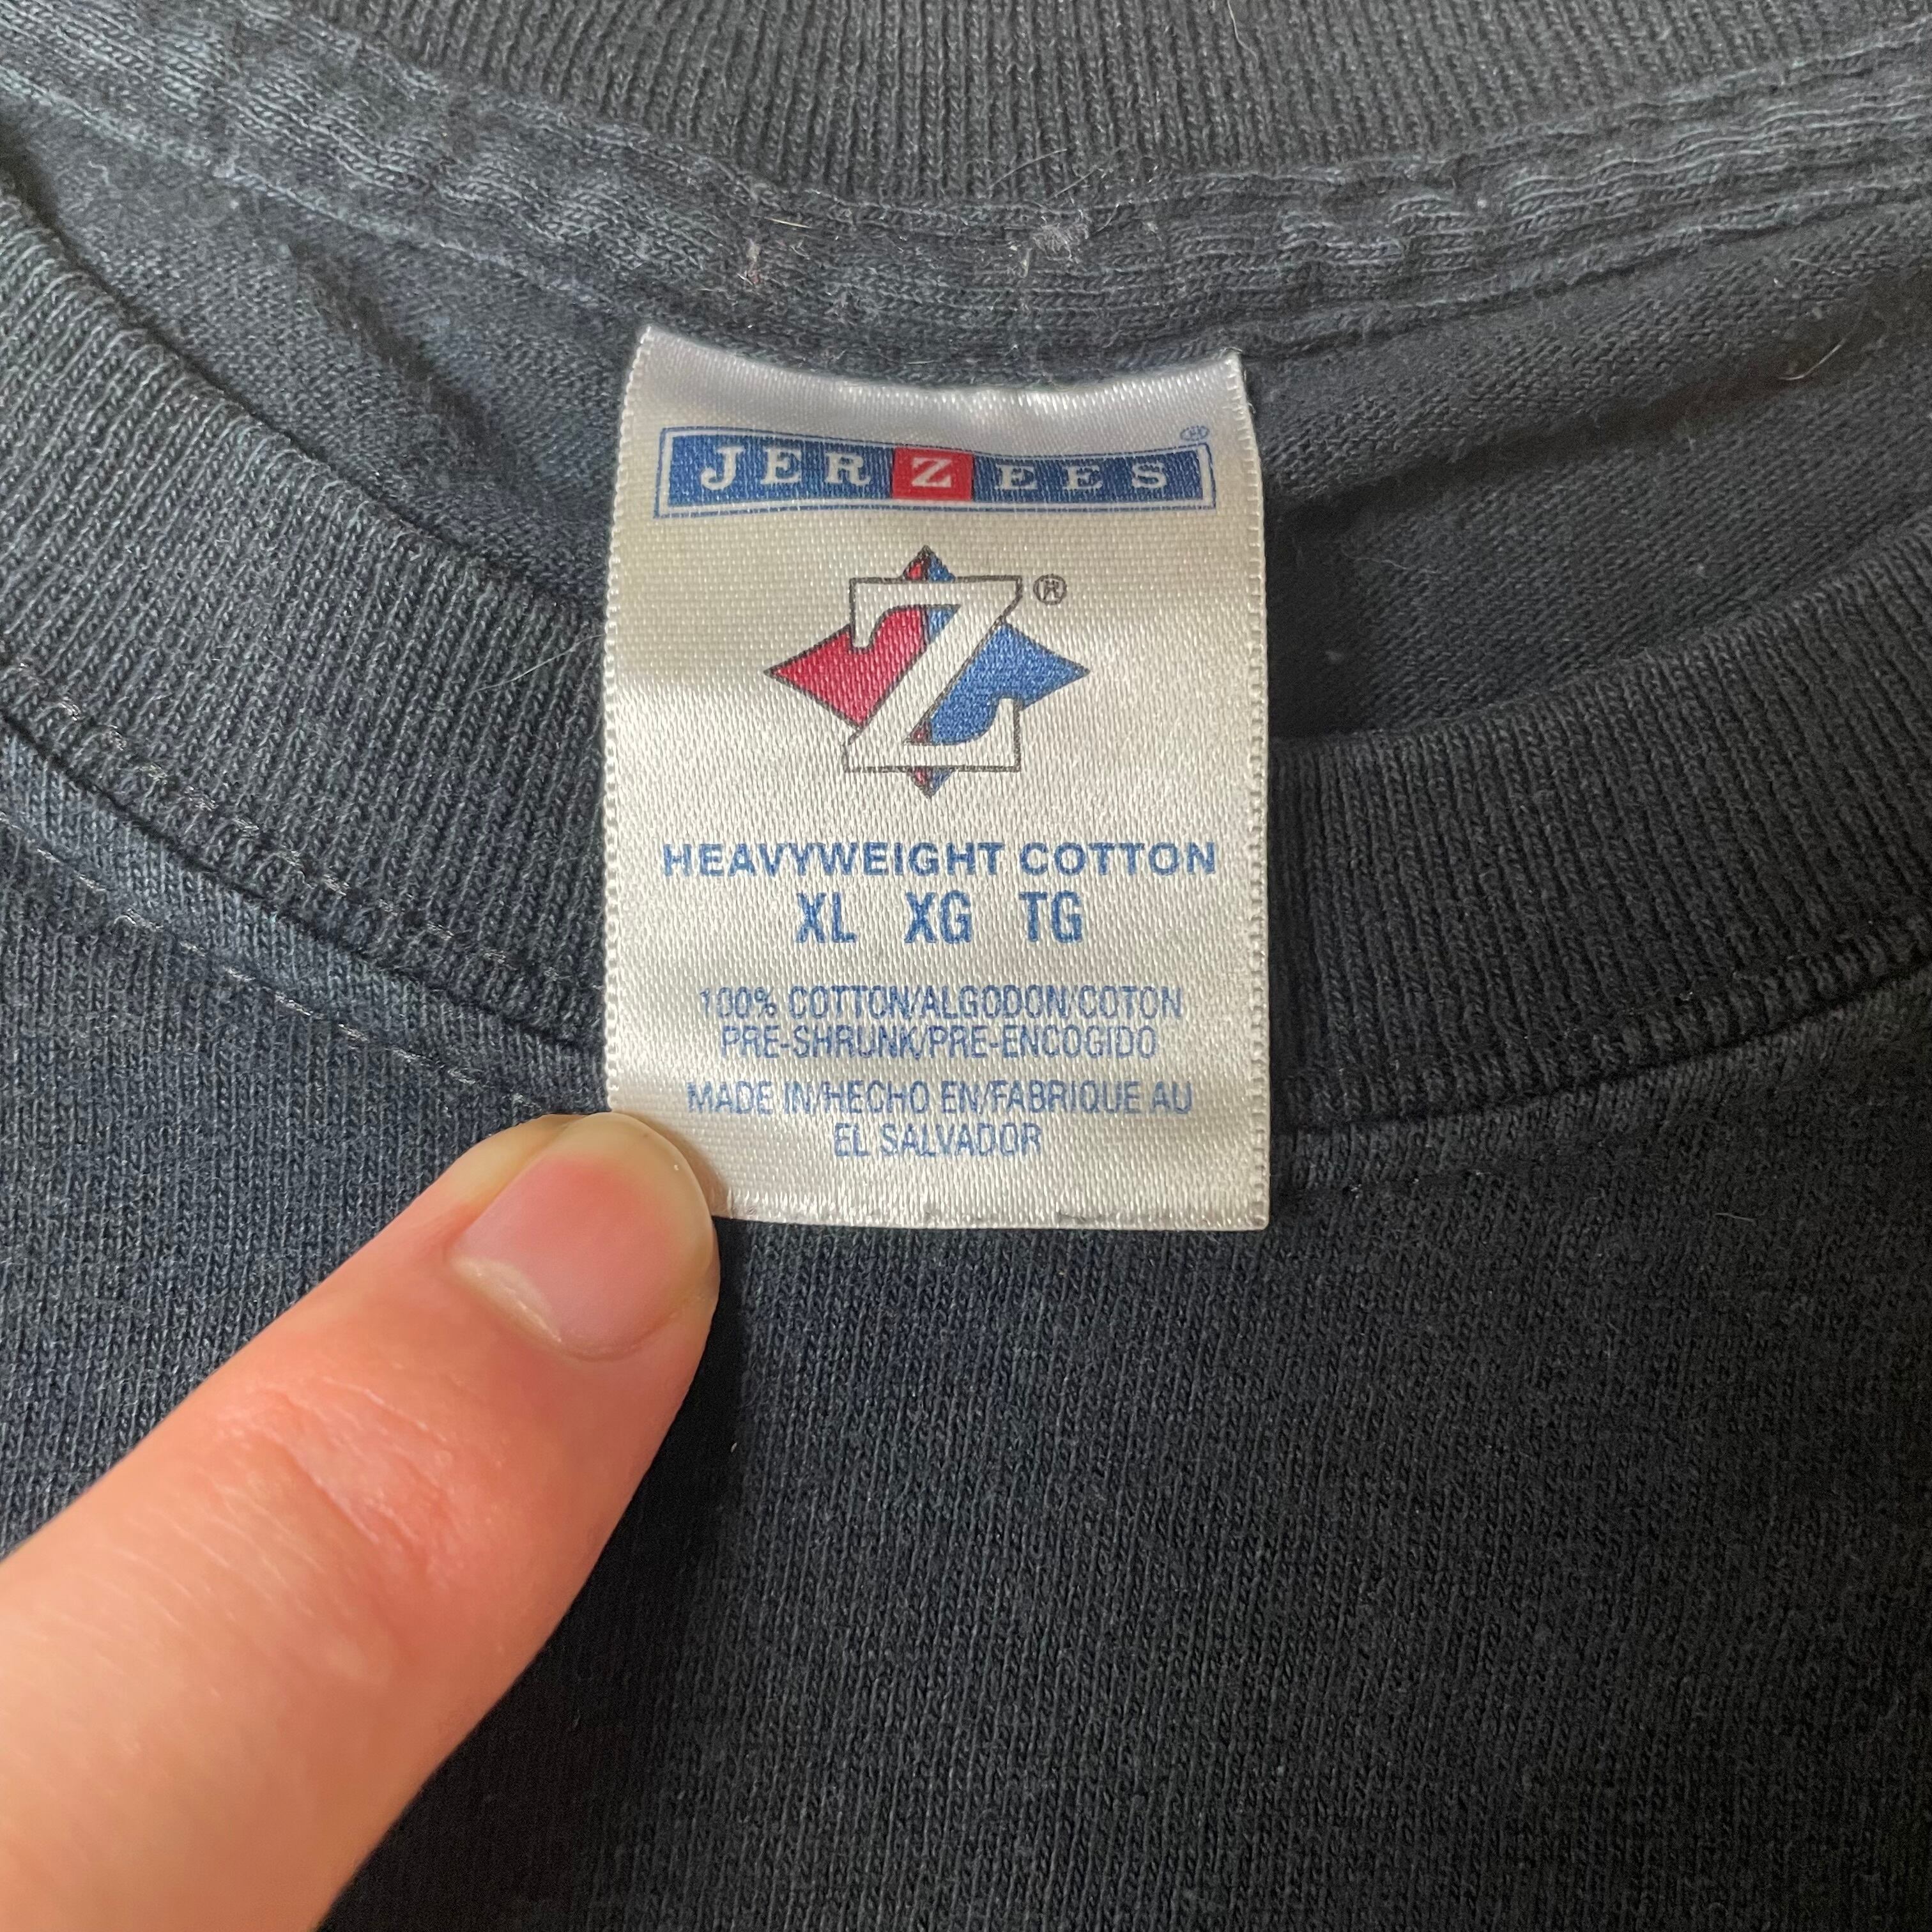 JERZEES®
Z®
HEAVYWEIGHT COTTON
XL XG TG
100% COTTON/ALGODON/COTON
PRE-SHRUNK/PRE-ENCOGIDO
MADE IN/HECHO EN/FABRIQUE AU
EL SALVADOR